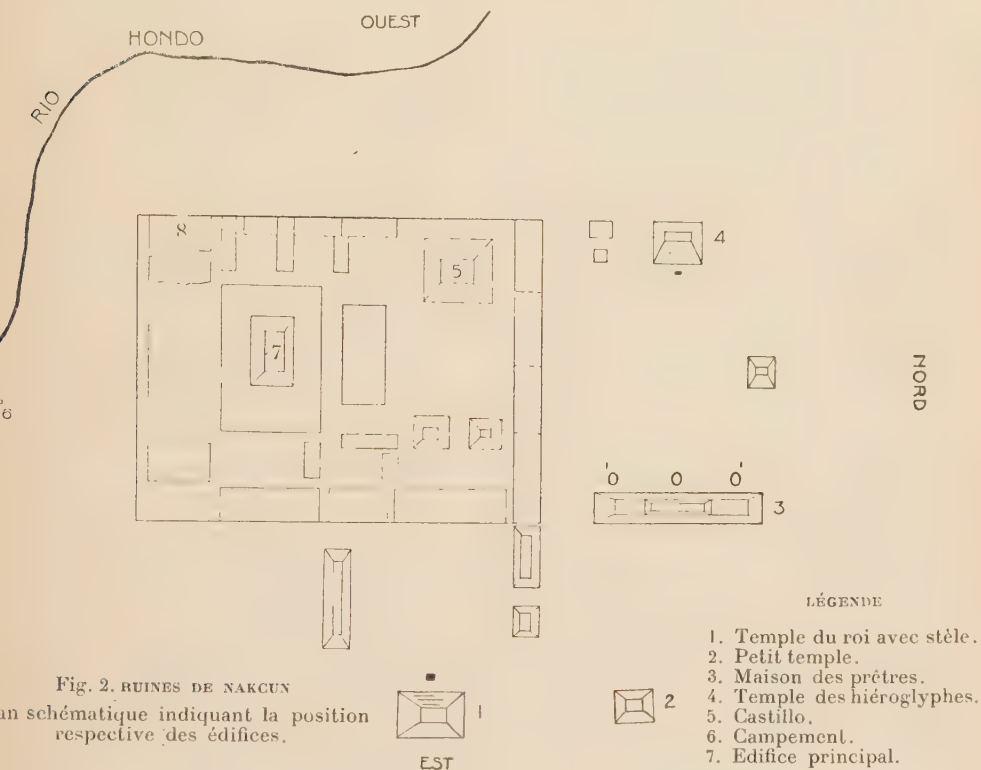 OUEST
HONDO
RIO
8
4
5
7
NORD
6
3
LÉGENDE
1. Temple du roi avec stèle.
2. Petit temple.
3. Maison des prêtres.
4. Temple des hiéroglyphes.
5. Castillo.
6. Campement.
7. Edifice principal.
Fig. 2. RUINES DE NAKCUN
an schématique indiquant la position
respective des édifices.
1
2
EST